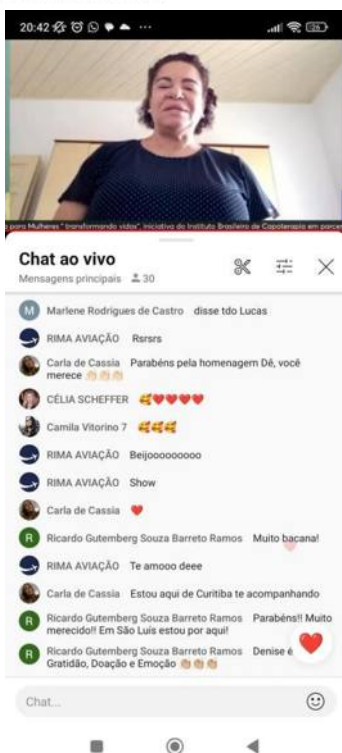 20:42
para Mulheres " transformando vidas", iniciativa do Instituto Brasileiro de Capoterapia em parcer
Chat ao vivo
Mensagens principais 30
M Marlene Rodrigues de Castro disse tdo Lucas
RIMA AVIAÇÃO Rsrsrs
Carla de Cassia Parabéns pela homenagem Dê, você
merece 👏🏻👏🏻👏🏻
CÉLIA SCHEFFER 🥰❤️❤️❤️❤️
Camila Vitorino 7 🥰🥰🥰
RIMA AVIAÇÃO Beijooooooooo
RIMA AVIAÇÃO Show
Carla de Cassia ❤️
R Ricardo Gutemberg Souza Barreto Ramos Muito bacana!
RIMA AVIAÇÃO Te amooo deee
Carla de Cassia Estou aqui de Curitiba te acompanhando
R Ricardo Gutemberg Souza Barreto Ramos Parabéns!! Muito
merecido!! Em São Luís estou por aqui!
R Ricardo Gutemberg Souza Barreto Ramos Denise é
Gratidão, Doação e Emoção 👏🏻👏🏻👏🏻
Chat...